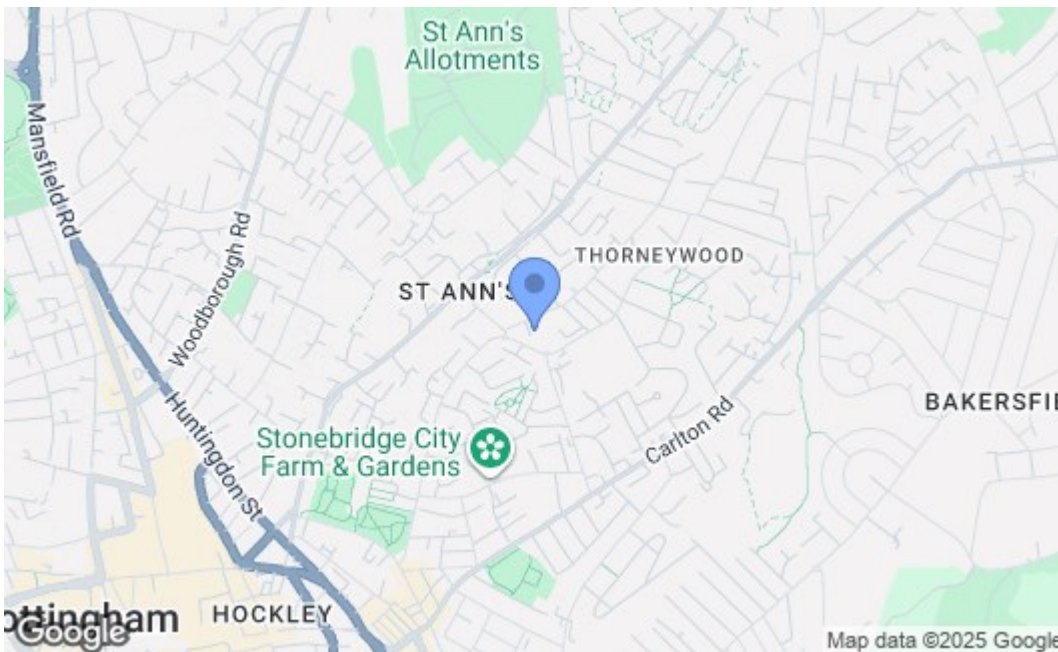 St Ann's
Allotments
Mansfield Rd
Woodborough Rd
THORNEYWOOD
ST ANN'S
BAKERSFIE
Carlton Rd
Huntingdon St
Stonebridge City
Farm & Gardens
HOCKLEY
ottingham
Google
Map data ©2025 Google